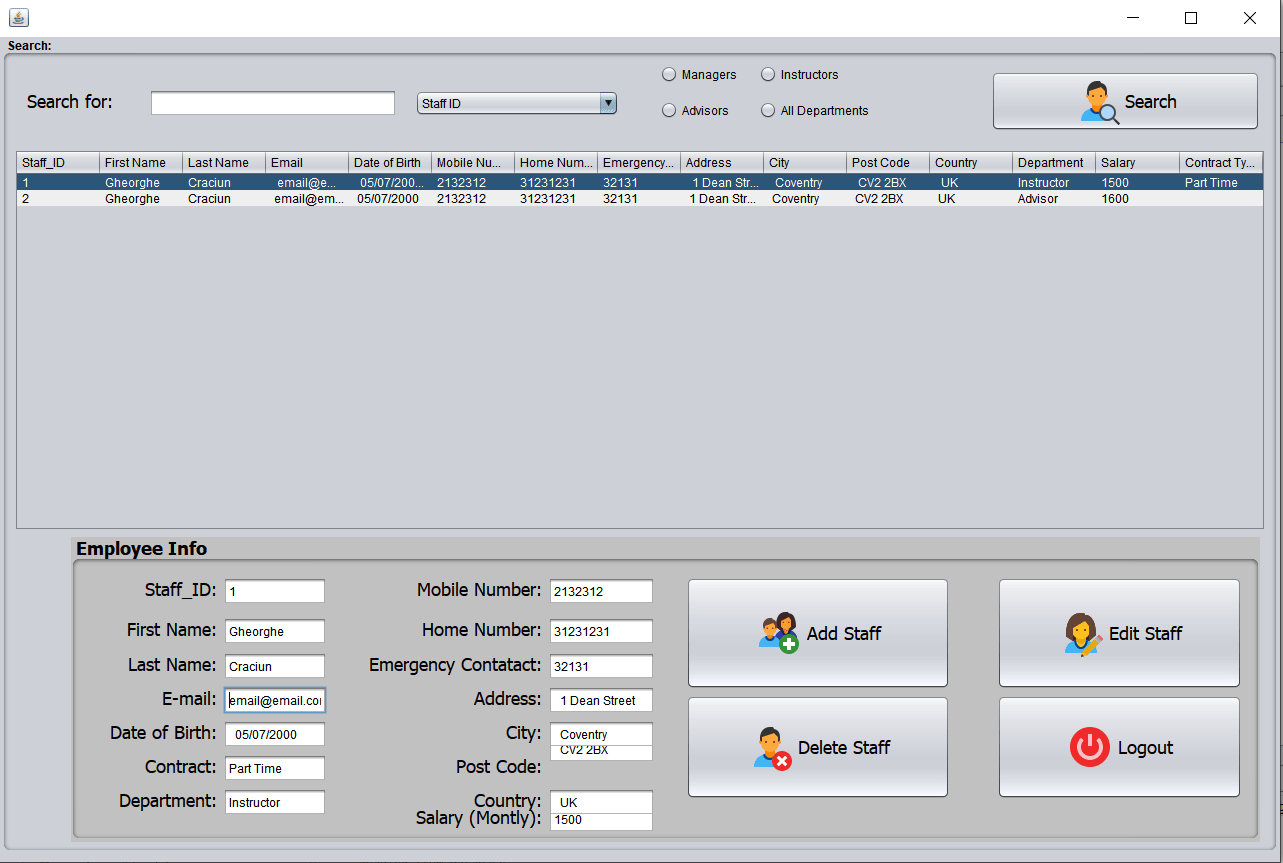 Search:
Managers Instructors
Search for: Staff ID Search
Advisors All Departments
Staff_ID First Name Last Name Email Date of Birth Mobile Nu... Home Num... Emergency... Address City Post Code Country Department Salary Contract Ty...
1 Gheorghe Craciun email@e... 05/07/200... 2132312 31231231 32131 1 Dean Str... Coventry CV2 2BX UK Instructor 1500 Part Time
2 Gheorghe Craciun email@em... 05/07/2000 2132312 31231231 32131 1 Dean Str... Coventry CV2 2BX UK Advisor 1600
Employee Info
Staff_ID: 1 Mobile Number: 2132312
First Name: Gheorghe Home Number: 31231231
Last Name: Craciun Emergency Contatact: 32131
E-mail: email@email.co Address: 1 Dean Street
Date of Birth: 05/07/2000 City: Coventry
CV2 2BX
Contract: Part Time Post Code:
Department: Instructor Country: UK
Salary (Montly): 1500
Add Staff Edit Staff
Delete Staff Logout